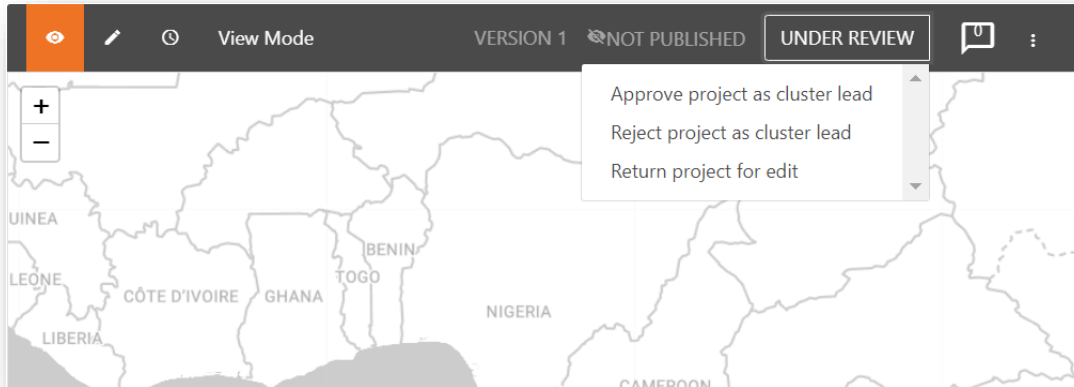 View Mode VERSION 1 NOT PUBLISHED UNDER REVIEW 0
Approve project as cluster lead
Reject project as cluster lead
Return project for edit
+
−
UINEA
BENIN
LEONE
TOGO
CÔTE D'IVOIRE
GHANA
NIGERIA
LIBERIA
CAMEROON